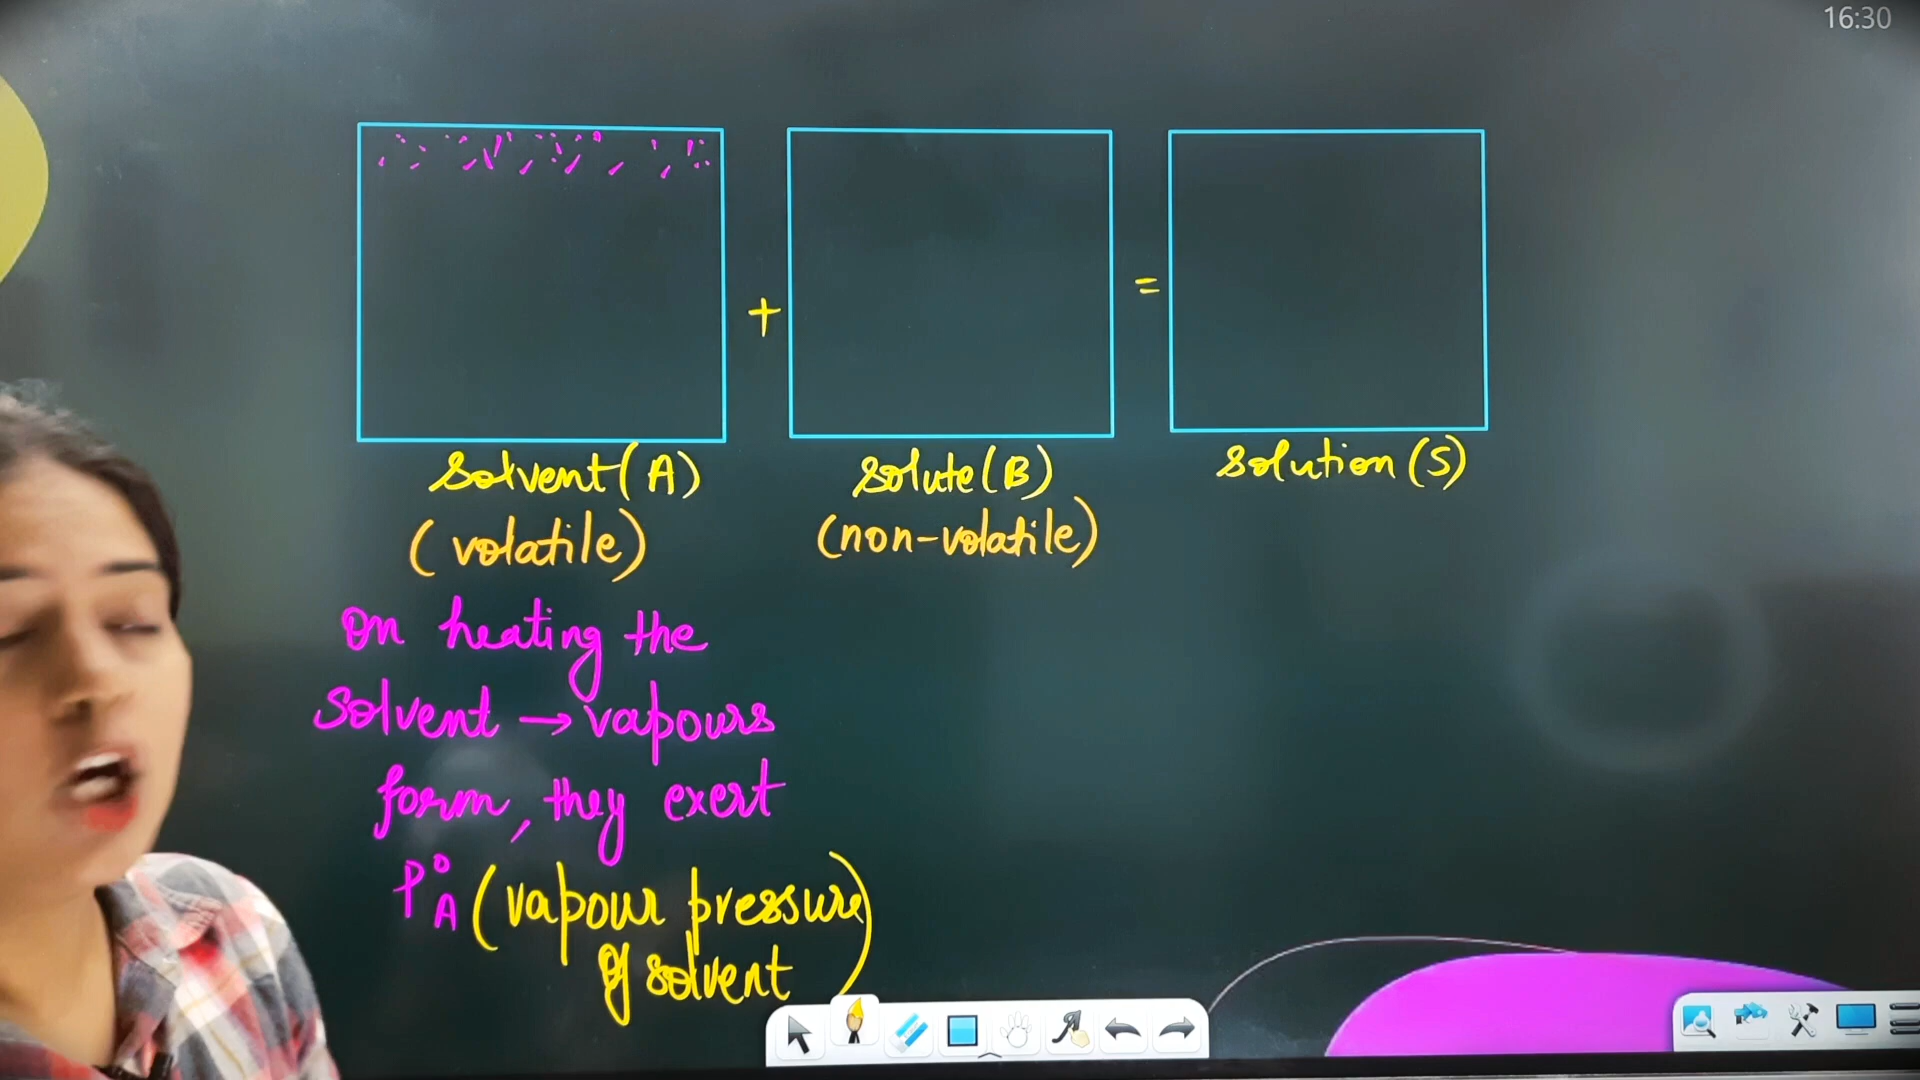 16:30
+
=
Solvent(A)
Solute(B)
Solution(S)
(volatile)
(non-volatile)
On heating the
Solvent → vapours
form, they exert
P°A (vapour pressure
of solvent)